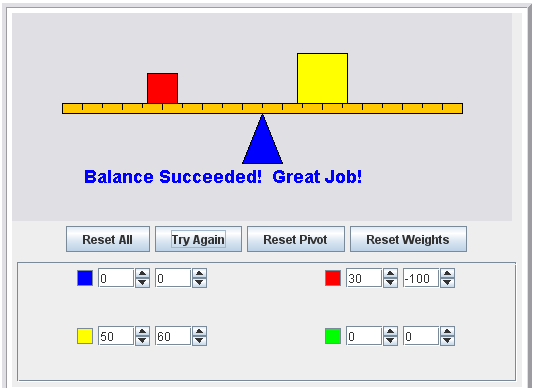 Balance Succeeded! Great Job!
Reset All Try Again Reset Pivot Reset Weights
0 0 30 -100
50 60 0 0